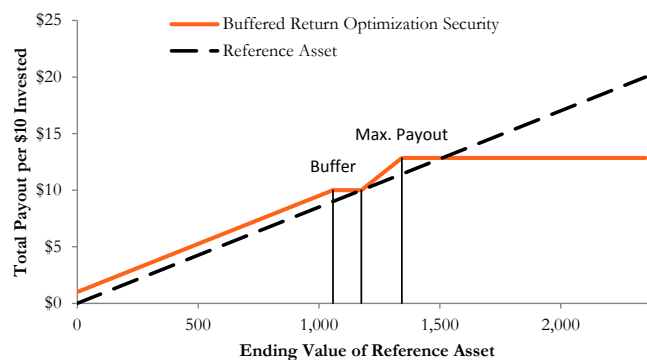 $25
Buffered Return Optimization Security
Reference Asset
$20
$15
Max. Payout
Buffer
$10
$5
$0
0
500
1,000
1,500
2,000
Total Payout per $10 Invested
Ending Value of Reference Asset